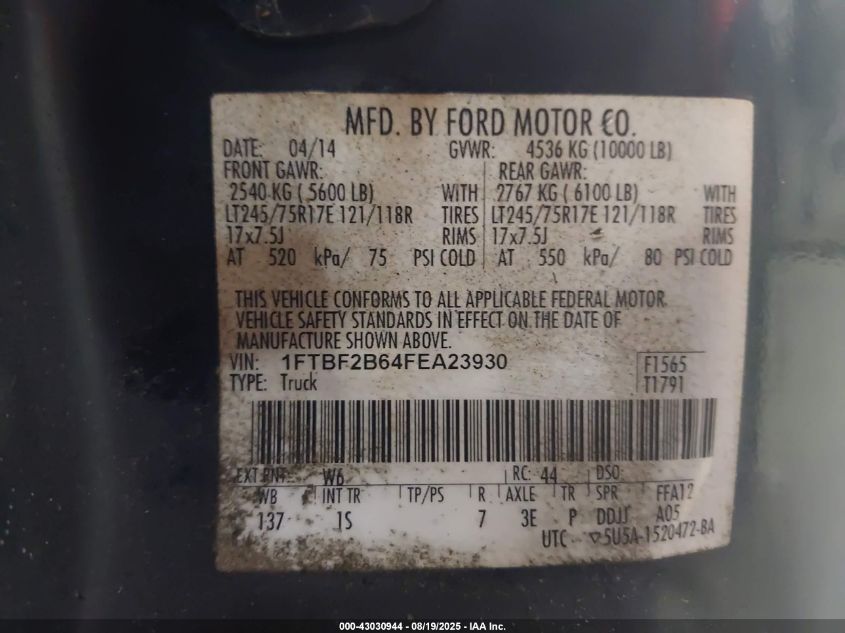 MFD. BY FORD MOTOR CO.
DATE: 04/14 GVWR: 4536 KG (10000 LB)
FRONT GAWR: REAR GAWR:
2540 KG ( 5600 LB) WITH 2767 KG ( 6100 LB) WITH
LT245/75R17E 121/118R TIRES LT245/75R17E 121/118R TIRES
17x7.5J RIMS 17x7.5J RIMS
AT 520 kPa/ 75 PSI COLD AT 550 kPa/ 80 PSI COLD
THIS VEHICLE CONFORMS TO ALL APPLICABLE FEDERAL MOTOR
VEHICLE SAFETY STANDARDS IN EFFECT ON THE DATE OF
MANUFACTURE SHOWN ABOVE.
VIN: 1FTBF2B64FEA23930 F1565
TYPE: Truck T1791
EXT PNT: W6 RC: 44 DSO:
WB INT TR TP/PS R AXLE TR SPR FFA12
137 1S 7 3E P DDJJ A05
UTC ▽5U5A-1520472-BA
000-43030944 - 08/19/2025 - IAA Inc.